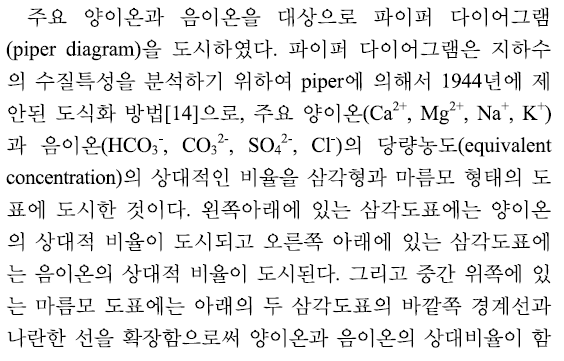 주요 양이온과 음이온을 대상으로 파이퍼 다이어그램
(piper diagram)을 도시하였다. 파이퍼 다이어그램은 지하수
의 수질특성을 분석하기 위하여 piper에 의해서 1944년에 제
안된 도식화 방법[14]으로, 주요 양이온(Ca²⁺, Mg²⁺, Na⁺, K⁺)
과 음이온(HCO₃⁻, CO₃²⁻, SO₄²⁻, Cl⁻)의 당량농도(equivalent
concentration)의 상대적인 비율을 삼각형과 마름모 형태의 도
표에 도시한 것이다. 왼쪽아래에 있는 삼각도표에는 양이온
의 상대적 비율이 도시되고 오른쪽 아래에 있는 삼각도표에
는 음이온의 상대적 비율이 도시된다. 그리고 중간 위쪽에 있
는 마름모 도표에는 아래의 두 삼각도표의 바깥쪽 경계선과
나란한 선을 확장함으로써 양이온과 음이온의 상대비율이 함